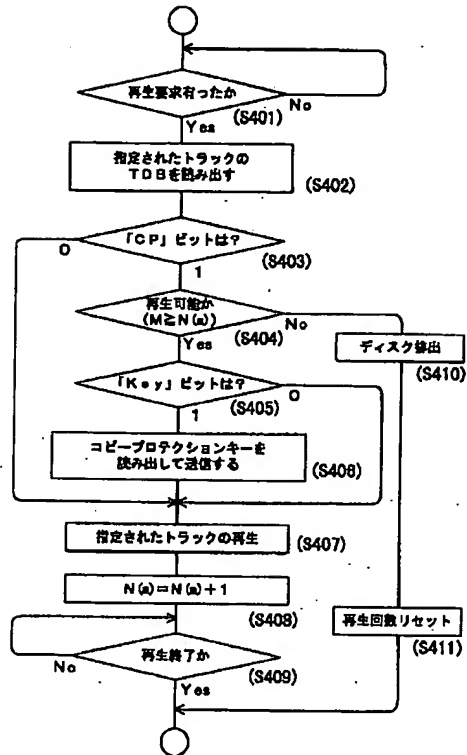 再生要求有ったか
No
Yes
(S401)
指定されたトラックの
TDBを読み出す
(S402)
「CP」ビットは?
0
(S403)
1
再生可能か
(M≧N(a))
No
(S404)
Yes
ディスク排出
(S410)
「Key」ビットは?
0
(S405)
1
コピープロテクションキーを
読み出して送信する
(S406)
指定されたトラックの再生
(S407)
N(a)=N(a)+1
(S408)
再生回数リセット
(S411)
再生終了か
No
(S409)
Yes